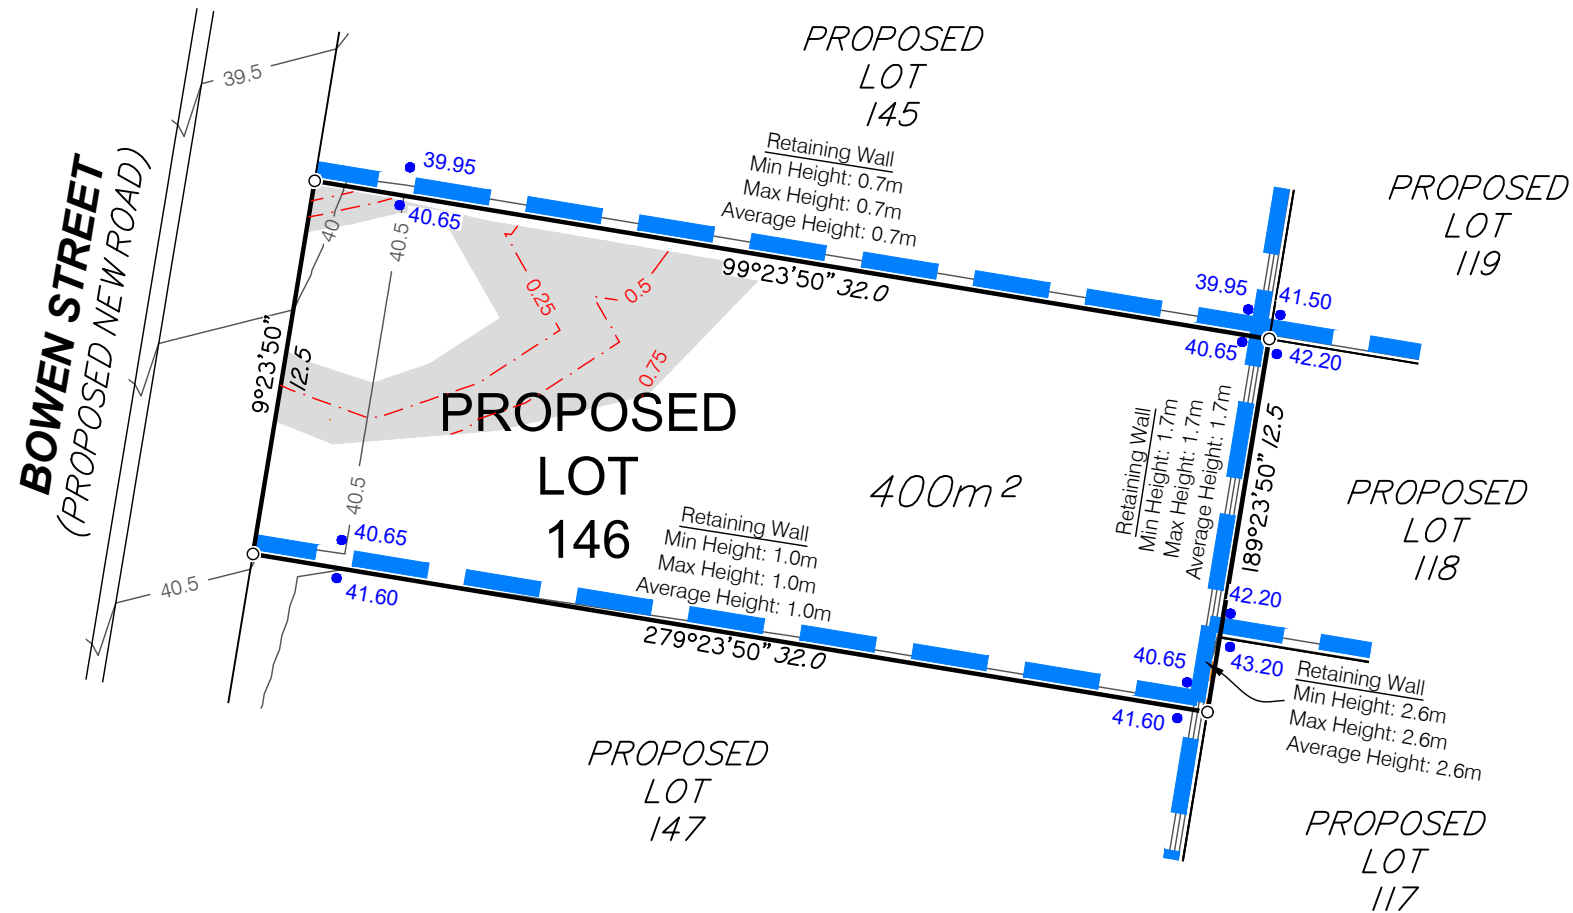 PROPOSED
LOT
145
39.5
Retaining Wall
Min Height: 0.7m
Max Height: 0.7m
Average Height: 0.7m
39.95
40.65
PROPOSED
LOT
119
BOWEN STREET
(PROPOSED NEW ROAD)
40
40.5
0.25
0.5
0.75
99°23'50" 32.0
39.95
41.50
40.65
42.20
9°23'50"
12.5
PROPOSED
LOT
146
400m²
Retaining Wall
Min Height: 1.7m
Max Height: 1.7m
Average Height: 1.7m
189°23'50" 12.5
PROPOSED
LOT
118
40.5
40.65
41.60
40.5
Retaining Wall
Min Height: 1.0m
Max Height: 1.0m
Average Height: 1.0m
279°23'50" 32.0
42.20
43.20
40.65
41.60
Retaining Wall
Min Height: 2.6m
Max Height: 2.6m
Average Height: 2.6m
PROPOSED
LOT
147
PROPOSED
LOT
117